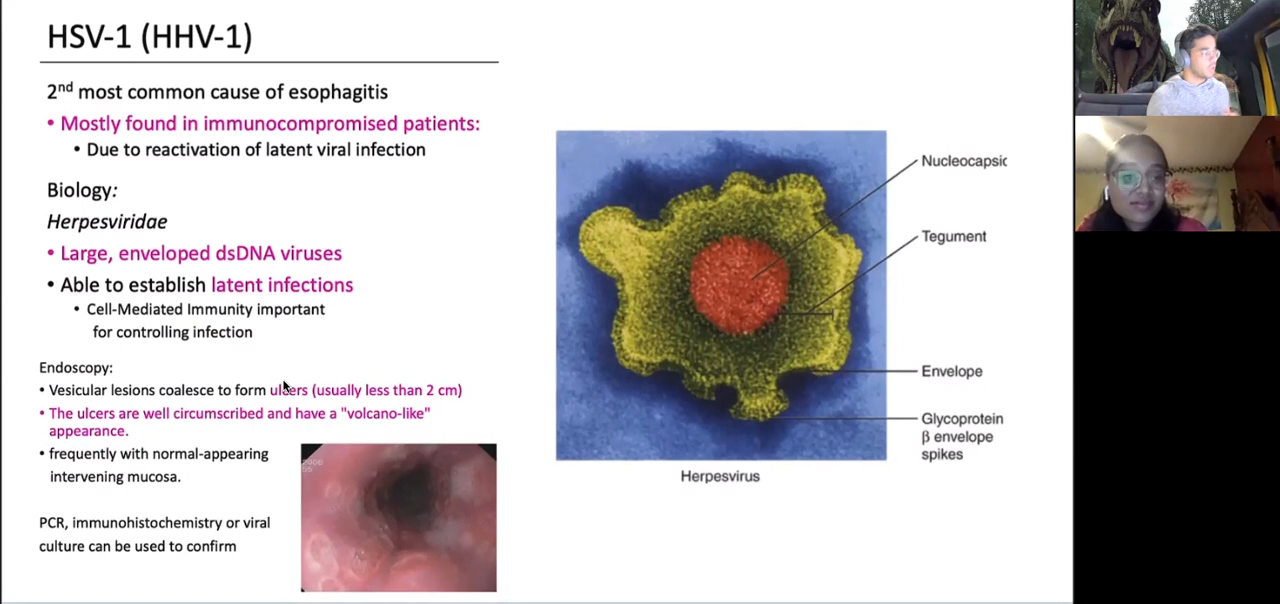 HSV-1 (HHV-1)
2nd most common cause of esophagitis
• Mostly found in immunocompromised patients:
• Due to reactivation of latent viral infection
Biology:
Herpesviridae
• Large, enveloped dsDNA viruses
• Able to establish latent infections
• Cell-Mediated Immunity important
for controlling infection
Endoscopy:
• Vesicular lesions coalesce to form ulcers (usually less than 2 cm)
• The ulcers are well circumscribed and have a "volcano-like"
appearance.
• frequently with normal-appearing
intervening mucosa.
PCR, immunohistochemistry or viral
culture can be used to confirm
Nucleocapsic
Tegument
Envelope
Glycoprotein
β envelope
spikes
Herpesvirus